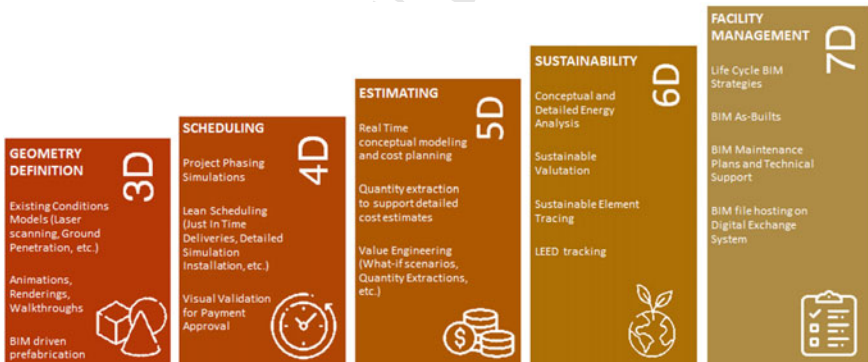 GEOMETRY
DEFINITION
3D
Existing Conditions
Models (Laser
scanning, Ground
Penetration, etc.)
Animations,
Renderings,
Walkthroughs
BIM driven
prefabrication
SCHEDULING
4D
Project Phasing
Simulations
Lean Scheduling
(Just In Time
Deliveries, Detailed
Simulation
Installation, etc.)
Visual Validation
for Payment
Approval
ESTIMATING
5D
Real Time
conceptual modeling
and cost planning
Quantity extraction
to support detailed
cost estimates
Value Engineering
(What-if scenarios,
Quantity Extractions,
etc.)
$
SUSTAINABILITY
6D
Conceptual and
Detailed Energy
Analysis
Sustainable
Valutation
Sustainable Element
Tracing
LEED tracking
FACILITY
MANAGEMENT
7D
Life Cycle BIM
Strategies
BIM As-Builts
BIM Maintenance
Plans and Technical
Support
BIM file hosting on
Digital Exchange
System